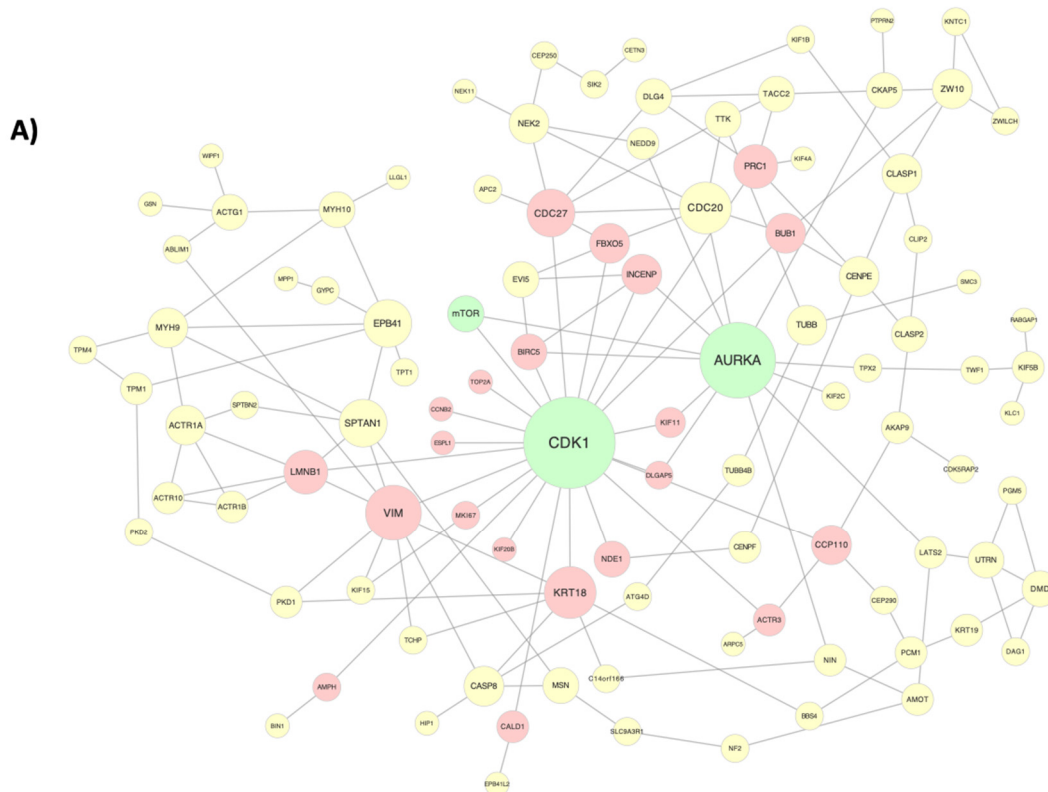 PTPRN2
KNTC1
KIF1B
CETN3
CEP250
SIK2
NEK11
DLG4
TACC2
CKAP5
ZW10
A)
NEK2
TTK
ZWILCH
NEDD9
WIPF1
PRC1
KIF4A
LLGL1
CLASP1
APC2
GSN
ACTG1
MYH10
CDC27
CDC20
BUB1
FBXO5
CLIP2
ABLIM1
MPP1
GYPC
EVI5
INCENP
CENPE
mTOR
MYH9
EPB41
TUBB
CLASP2
RABGAP1
TPM4
BIRC5
AURKA
TPX2
TWF1
KIF5B
TPT1
TPM1
TOP2A
KIF2C
CCNB2
SPTBN2
KLC1
ACTR1A
SPTAN1
KIF11
AKAP9
ESPL1
CDK1
LMNB1
DLGAP5
TUBB4B
CDK5RAP2
ACTR10
ACTR1B
VIM
MKI67
PGM5
KIF20B
NDE1
CENPF
CCP110
LATS2
UTRN
DMD
PKD1
KIF15
KRT18
ATG4D
CEP290
ACTR3
KRT19
TCHP
ARPC5
PCM1
DAG1
NIN
C14orf166
AMPH
CASP8
MSN
AMOT
BIN1
HIP1
CALD1
SLC9A3R1
BBS4
NF2
EPB41L2